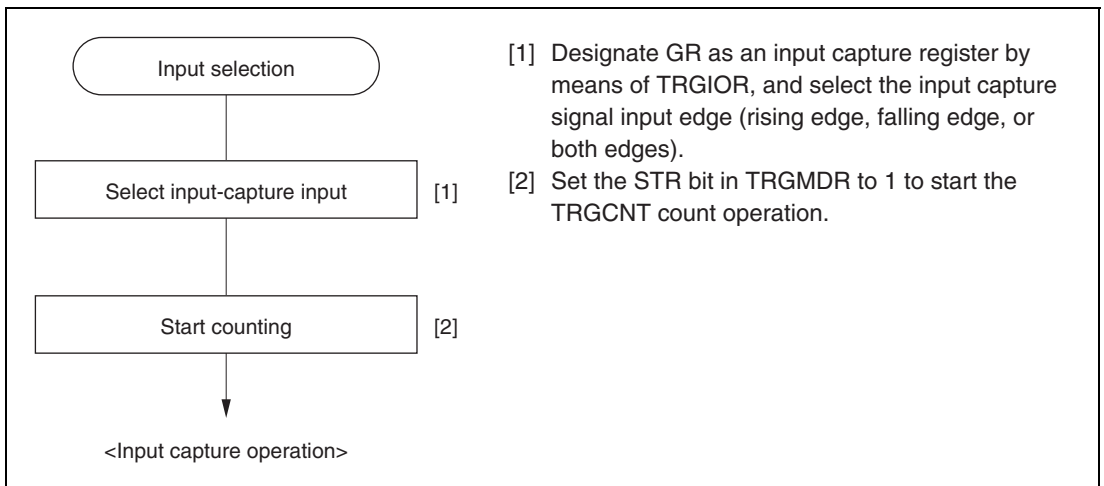 Input selection
Select input-capture input
[1]
Start counting
[2]
<Input capture operation>
[1] Designate GR as an input capture register by
means of TRGIOR, and select the input capture
signal input edge (rising edge, falling edge, or
both edges).
[2] Set the STR bit in TRGMDR to 1 to start the
TRGCNT count operation.